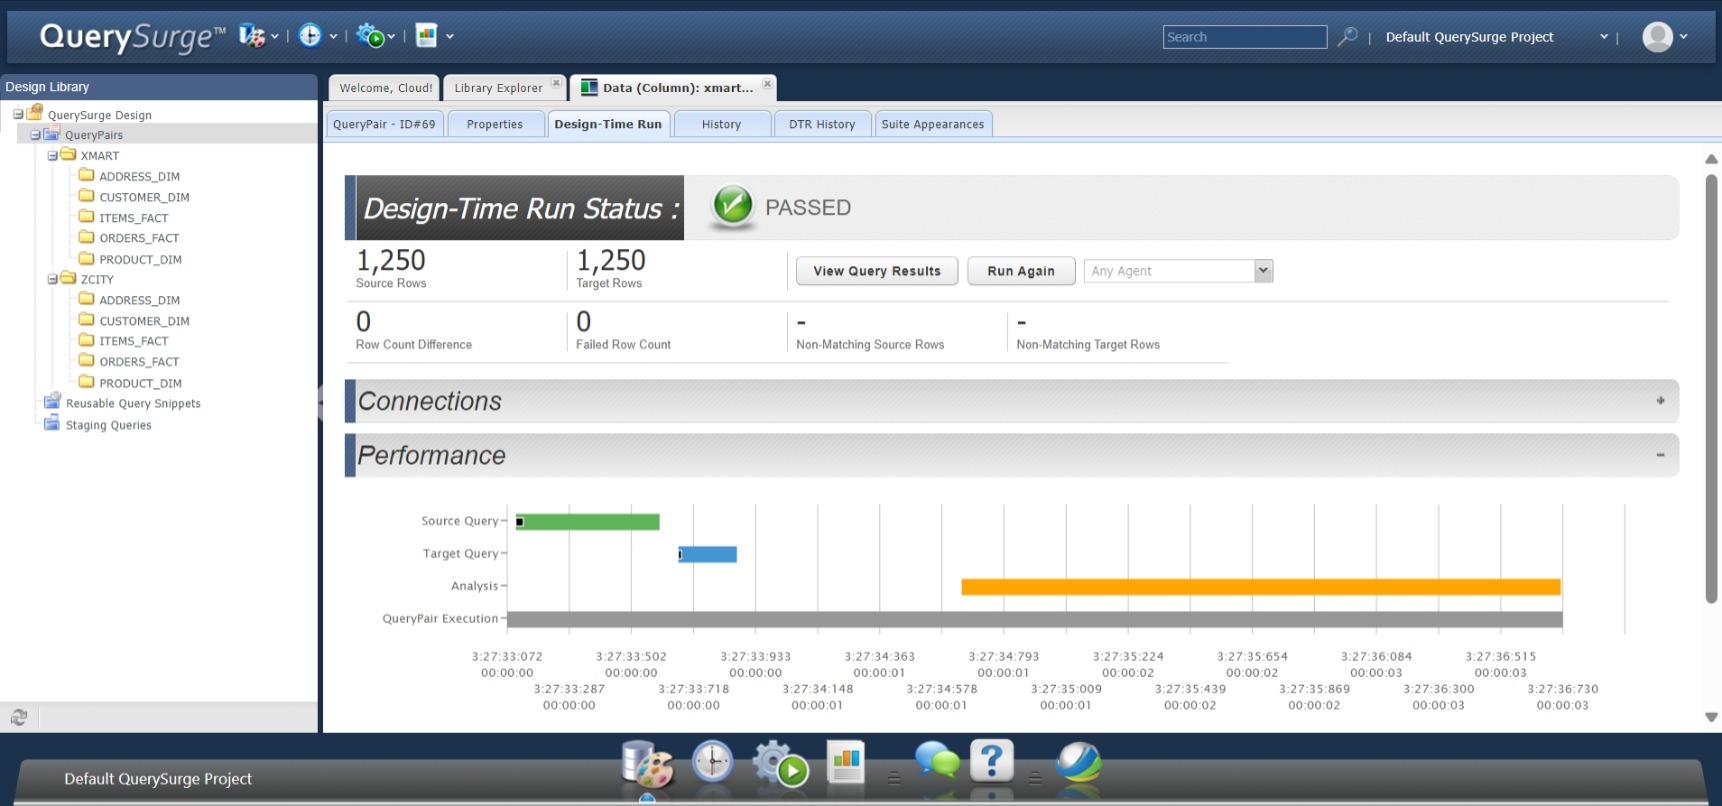 QuerySurge™
Search
Default QuerySurge Project
Design Library
QuerySurge Design
QueryPairs
XMART
ADDRESS_DIM
CUSTOMER_DIM
ITEMS_FACT
ORDERS_FACT
PRODUCT_DIM
ZCITY
ADDRESS_DIM
CUSTOMER_DIM
ITEMS_FACT
ORDERS_FACT
PRODUCT_DIM
Reusable Query Snippets
Staging Queries
Welcome, Cloud!
Library Explorer
Data (Column): xmart...
QueryPair - ID#69
Properties
Design-Time Run
History
DTR History
Suite Appearances
Design-Time Run Status :
PASSED
1,250
Source Rows
1,250
Target Rows
View Query Results
Run Again
Any Agent
0
Row Count Difference
0
Failed Row Count
-
Non-Matching Source Rows
-
Non-Matching Target Rows
Connections
+
Performance
-
Source Query
Target Query
Analysis
QueryPair Execution
3:27:33:072 3:27:33:502 3:27:33:933 3:27:34:363 3:27:34:793 3:27:35:224 3:27:35:654 3:27:36:084 3:27:36:515
00:00:00 00:00:00 00:00:00 00:00:01 00:00:01 00:00:02 00:00:02 00:00:03 00:00:03
3:27:33:287 3:27:33:718 3:27:34:148 3:27:34:578 3:27:35:009 3:27:35:439 3:27:35:869 3:27:36:300 3:27:36:730
00:00:00 00:00:00 00:00:01 00:00:01 00:00:01 00:00:02 00:00:02 00:00:03 00:00:03
Default QuerySurge Project
?